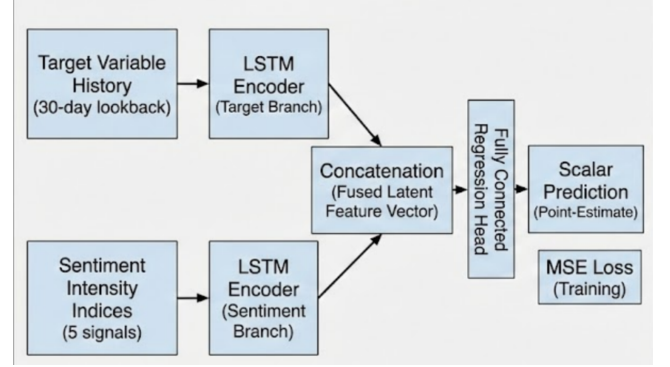 Target Variable
History
(30-day lookback)
LSTM
Encoder
(Target Branch)
Sentiment
Intensity
Indices
(5 signals)
LSTM
Encoder
(Sentiment
Branch)
Concatenation
(Fused Latent
Feature Vector)
Fully Connected
Regression Head
Scalar
Prediction
(Point-Estimate)
MSE Loss
(Training)